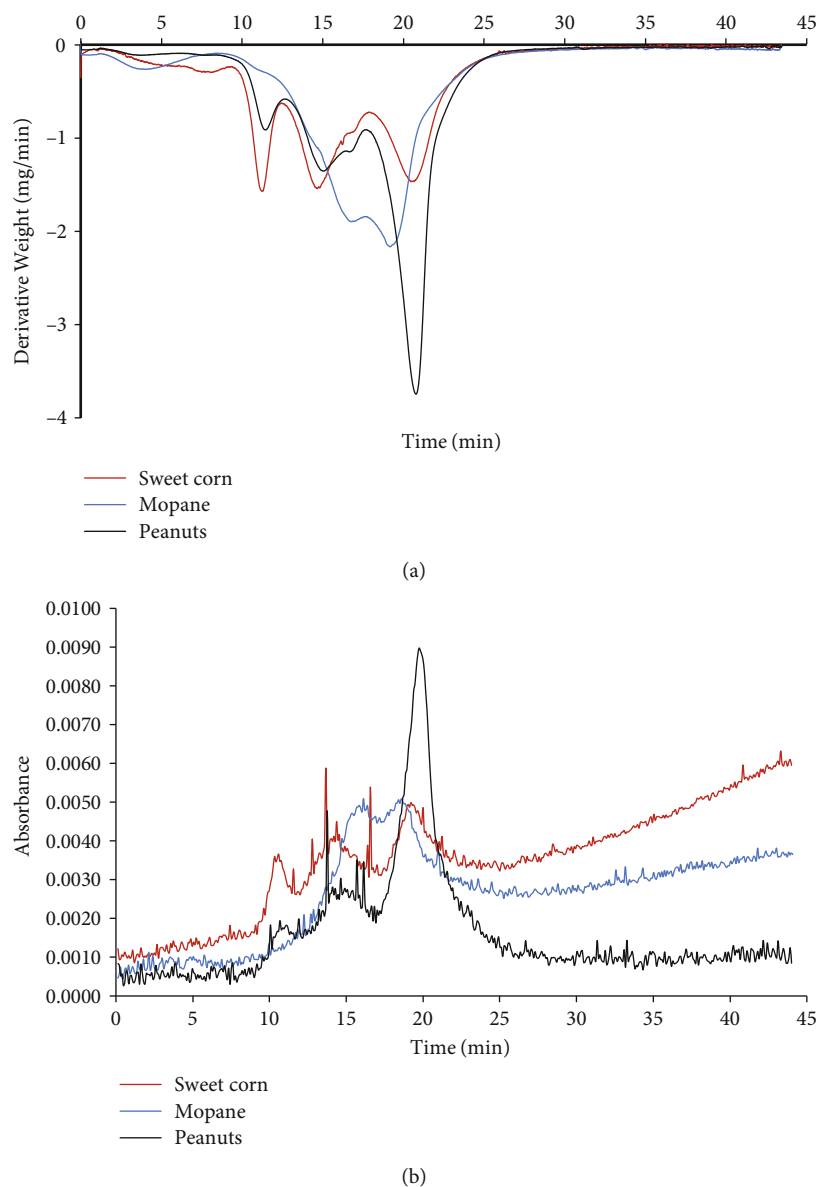 0 5 10 15 20 25 30 35 40 45
0
−1
−2
−3
−4
Derivative Weight (mg/min)
Time (min)
Sweet corn
Mopane
Peanuts
(a)
0.0100
0.0090
0.0080
0.0070
0.0060
0.0050
0.0040
0.0030
0.0020
0.0010
0.0000
Absorbance
0 5 10 15 20 25 30 35 40 45
Time (min)
Sweet corn
Mopane
Peanuts
(b)